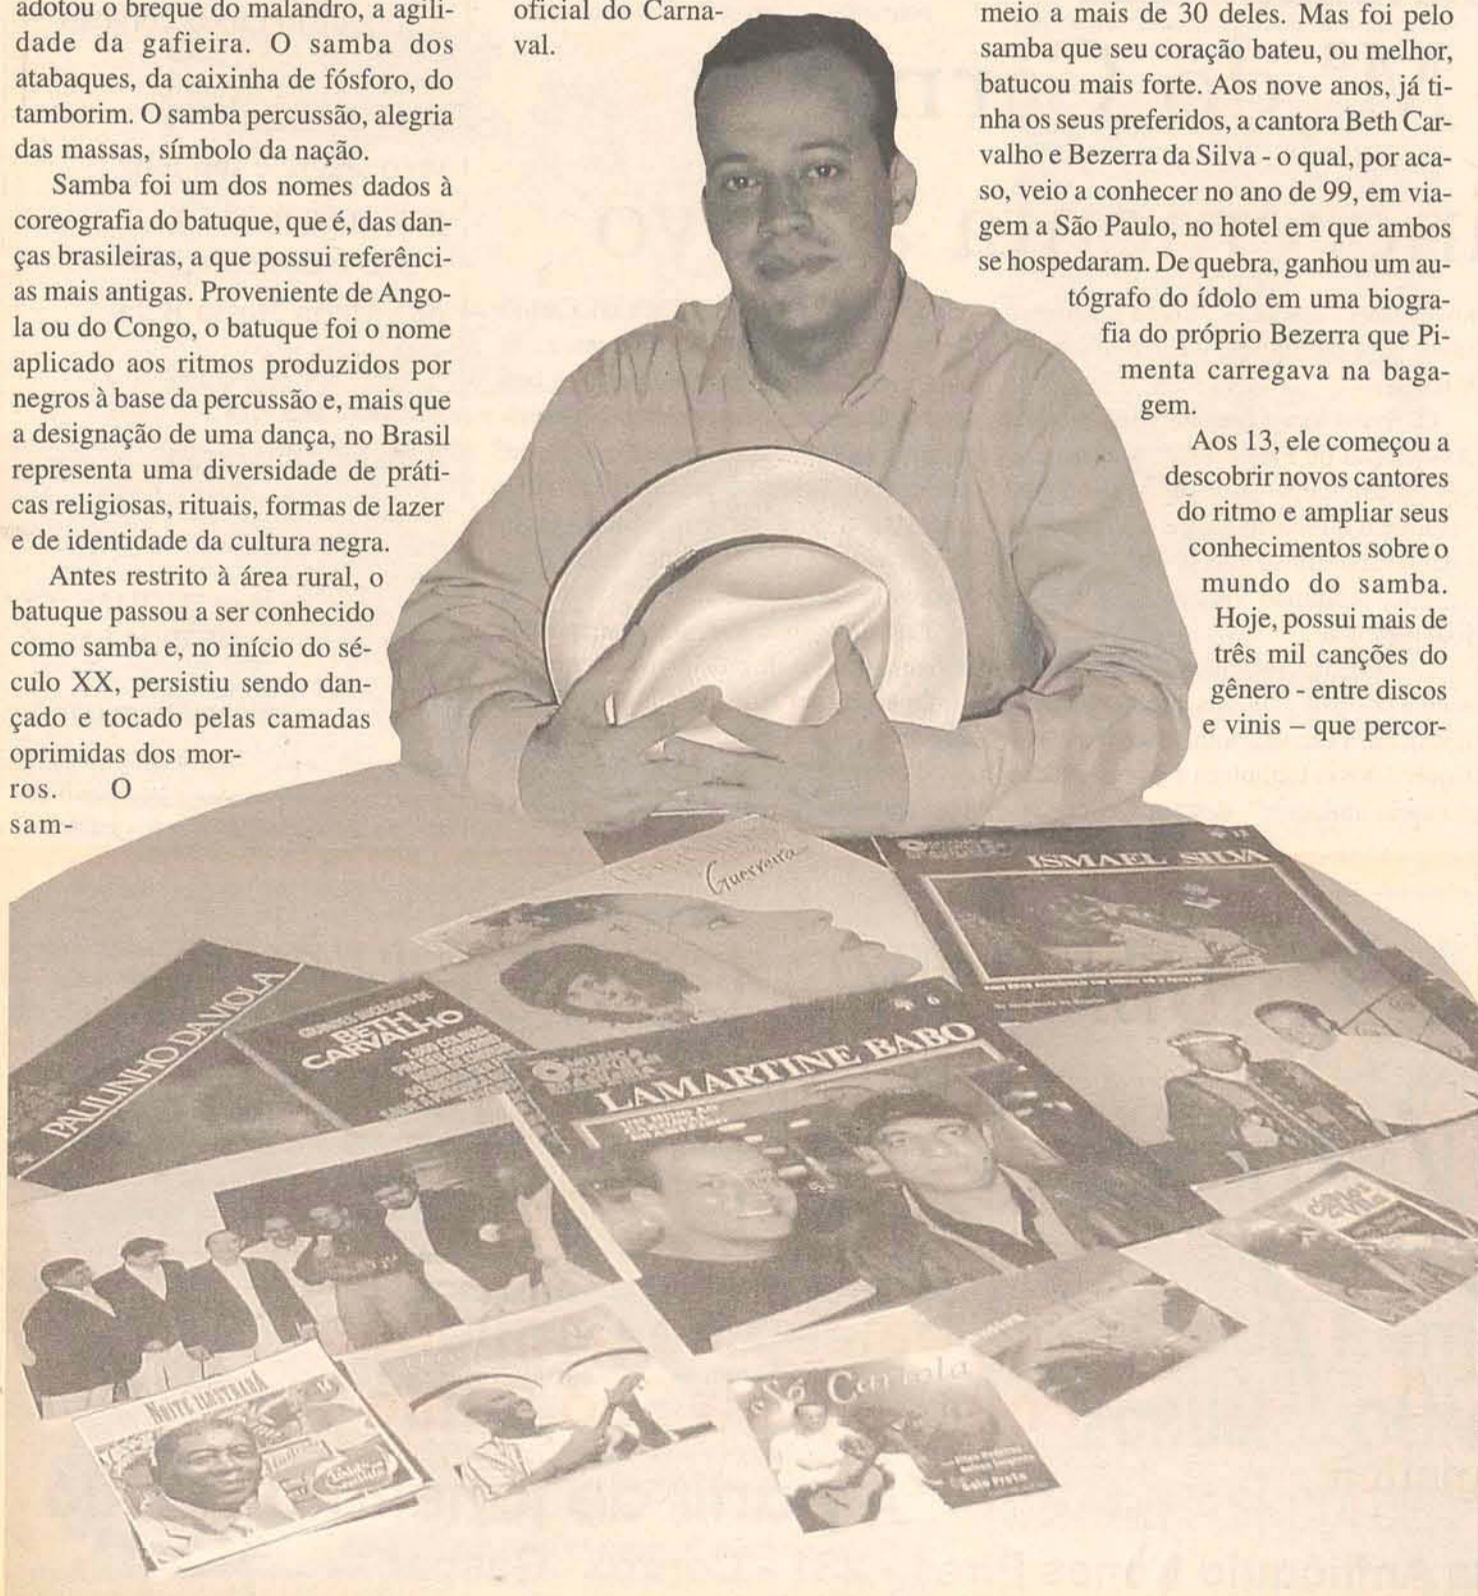 adotou o breque do malandro, a agili-
dade da gafieira. O samba dos
atabaques, da caixinha de fósforo, do
tamborim. O samba percussão, alegria
das massas, símbolo da nação.
Samba foi um dos nomes dados à
coreografia do batuque, que é, das dan-
ças brasileiras, a que possui referênci-
as mais antigas. Proveniente de Ango-
la ou do Congo, o batuque foi o nome
aplicado aos ritmos produzidos por
negros à base da percussão e, mais que
a designação de uma dança, no Brasil
representa uma diversidade de práti-
cas religiosas, rituais, formas de lazer
e de identidade da cultura negra.
Antes restrito à área rural, o
batuque passou a ser conhecido
como samba e, no início do sé-
culo XX, persistiu sendo dan-
çado e tocado pelas camadas
oprimidas dos mor-
ros. O
sam-
oficial do Carna-
val.
meio a mais de 30 deles. Mas foi pelo
samba que seu coração bateu, ou melhor,
batucou mais forte. Aos nove anos, já ti-
nha os seus preferidos, a cantora Beth Car-
valho e Bezerra da Silva - o qual, por aca-
so, veio a conhecer no ano de 99, em via-
gem a São Paulo, no hotel em que ambos
se hospedaram. De quebra, ganhou um au-
tógrafo do ídolo em uma biogra-
fia do próprio Bezerra que Pi-
menta carregava na baga-
gem.
Aos 13, ele começou a
descobrir novos cantores
do ritmo e ampliar seus
conhecimentos sobre o
mundo do samba.
Hoje, possui mais de
três mil canções do
gênero - entre discos
e vinis – que percor-
Guerreira
12
ISMAEL SILVA
PAULINHO DA VIOLA
BETH
CARVALHO
6
LAMARTINE BABO
NOITE ILUSTRADA
Só Cartola
Galo Preto